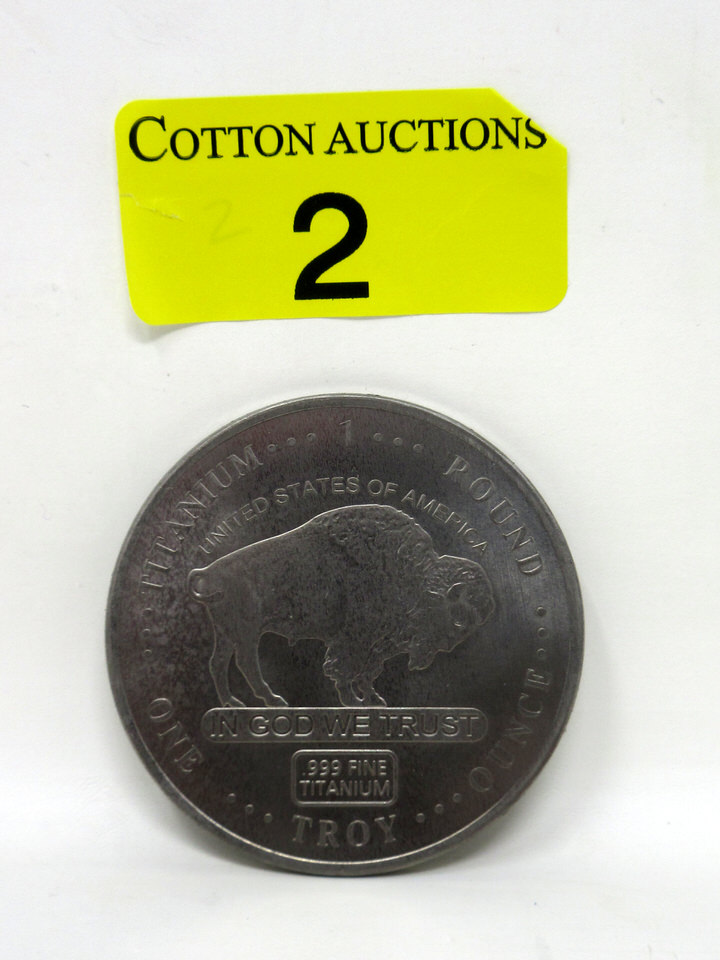 COTTON AUCTIONS
2
2
TITANIUM 1 POUND
UNITED STATES OF AMERICA
IN GOD WE TRUST
.999 FINE
TITANIUM
ONE TROY OUNCE